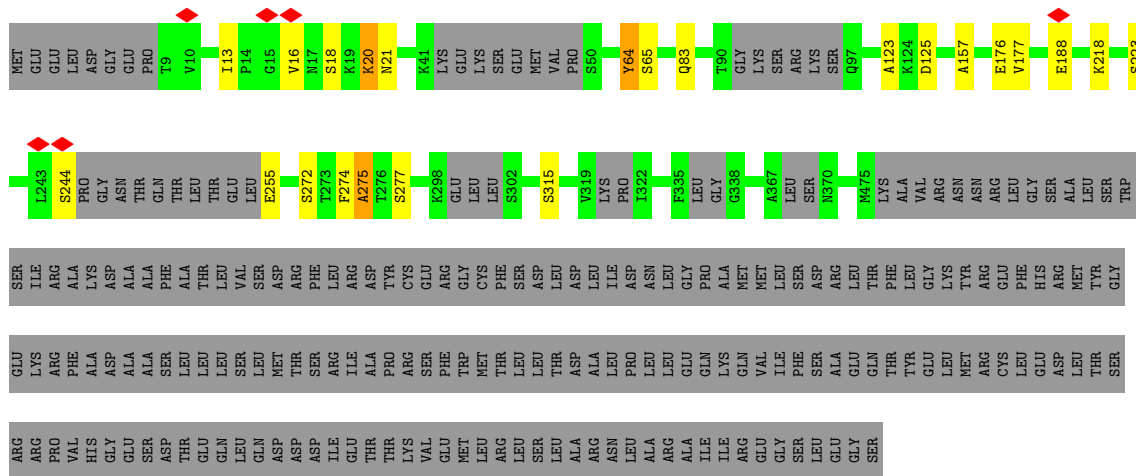 MET GLU GLU LEU ASP GLY GLU PRO T9 V10 I13 P14 G15 V16 N17 S18 K19 K20 N21 K41 LYS GLU LYS SER GLU MET VAL PRO S50 Y64 S65 Q83 T90 GLY LYS SER ARG LYS SER Q97 A123 K124 D125 A157 E176 V177 E188 K218 S223
L243 S244 PRO GLY ASN THR GLN THR LEU THR GLU LEU E255 S272 T273 F274 A275 T276 S277 K298 GLU LEU LEU S302 S315 V319 LYS PRO I322 F335 LEU GLY G338 A367 LEU SER N370 M475 LYS ALA VAL ARG ASN ASN ARG LEU GLY SER ALA LEU SER TRP
SER ILE ARG ALA LYS ASP ALA ALA PHE ALA THR LEU VAL SER ASP ARG PHE LEU ARG ASP TYR CYS GLU ARG GLY CYS PHE SER ASP LEU ASP LEU ILE ASP ASN LEU GLY PRO ALA MET MET LEU SER ASP ARG LEU THR PHE LEU GLY LYS TYR ARG GLU PHE HIS ARG MET TYR GLY
GLU LYS ARG PHE ALA ASP ALA ALA SER LEU LEU LEU SER LEU MET THR SER ARG ILE ALA PRO ARG SER PHE TRP MET THR LEU LEU THR ASP ALA LEU PRO LEU LEU GLU GLN LYS GLN VAL ILE PHE SER ALA GLU GLN THR TYR GLU LEU MET ARG CYS LEU GLU ASP LEU THR SER
ARG ARG PRO VAL HIS GLY GLU SER ASP THR GLU GLN LEU GLN ASP ASP ASP ILE GLU THR THR LYS VAL GLU MET LEU ARG LEU SER LEU ALA ARG ASN LEU ALA ARG ALA ILE ILE ARG GLU GLY SER LEU GLU GLY SER